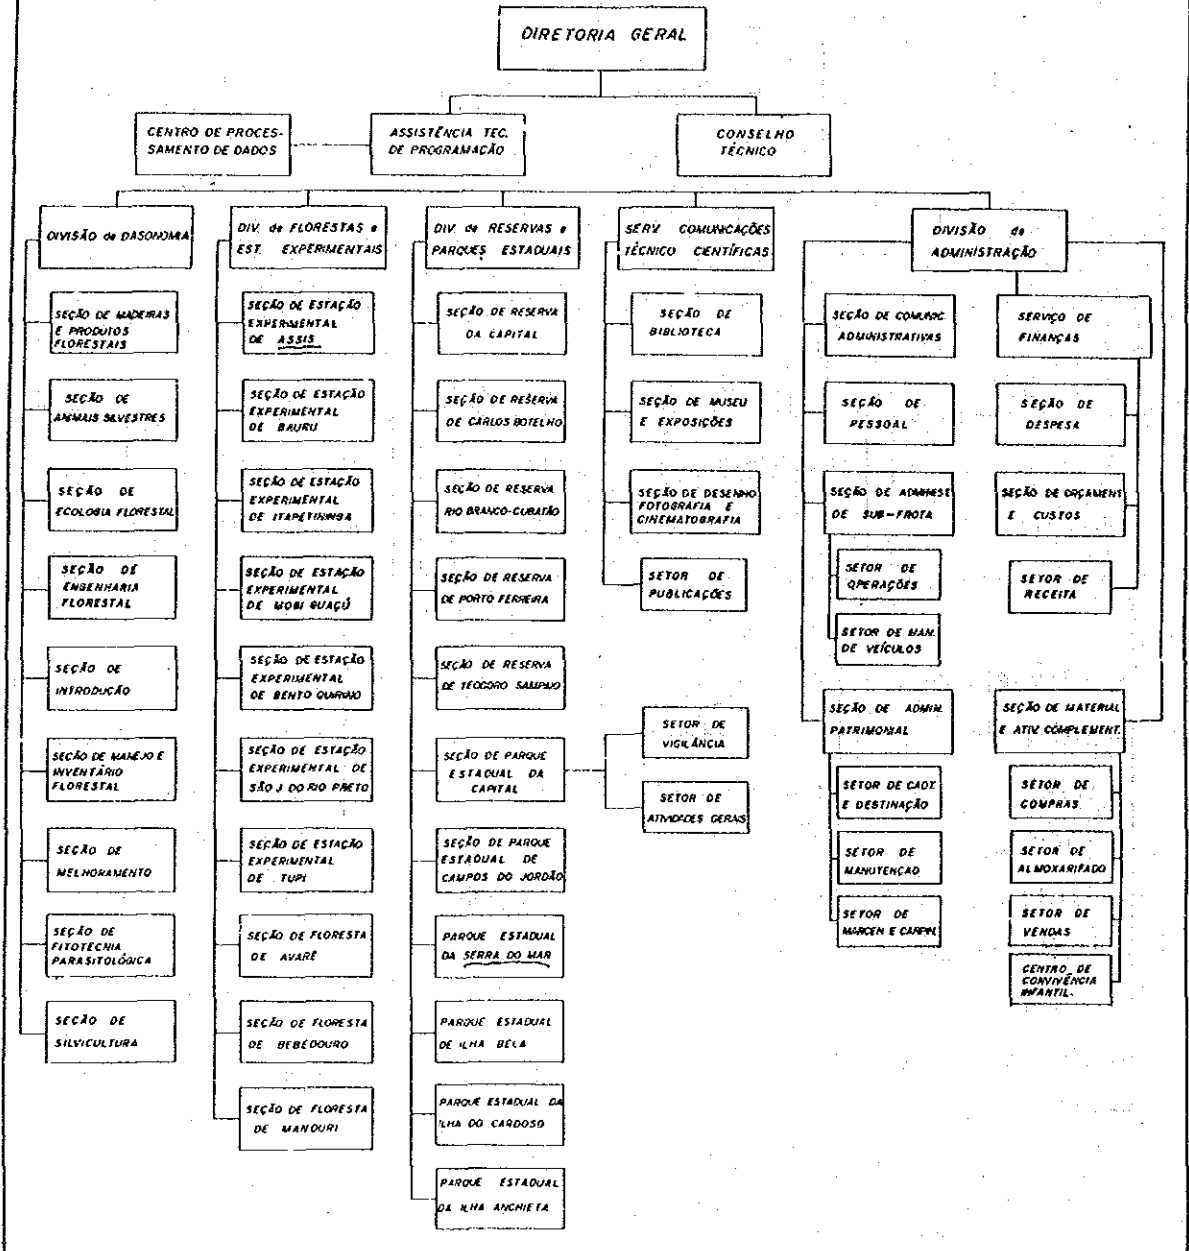 DIRETORIA GERAL
CENTRO DE PROCES-
SAMENTO DE DADOS
ASSISTÊNCIA TEC.
DE PROGRAMAÇÃO
CONSELHO
TÉCNICO
DIVISÃO de DASONOMIA
SEÇÃO DE MADEIRAS
E PRODUTOS
FLORESTAIS
SEÇÃO DE
ANIMAIS SILVESTRES
SEÇÃO DE
ECOLOGIA FLORESTAL
SEÇÃO DE
ENGENHARIA
FLORESTAL
SEÇÃO DE
INTRODUÇÃO
SEÇÃO DE MANEJO E
INVENTÁRIO
FLORESTAL
SEÇÃO DE
MELHORAMENTO
SEÇÃO DE
FITOTECNIA
PARASITOLÓGICA
SEÇÃO DE
SILVICULTURA
DIV. de FLORESTAS e
EST. EXPERIMENTAIS
SEÇÃO DE ESTAÇÃO
EXPERIMENTAL
DE ASSIS
SEÇÃO DE ESTAÇÃO
EXPERIMENTAL
DE BAURU
SEÇÃO DE ESTAÇÃO
EXPERIMENTAL
DE ITAPETININGA
SEÇÃO DE ESTAÇÃO
EXPERIMENTAL
DE MOGI GUAÇÚ
SEÇÃO DE ESTAÇÃO
EXPERIMENTAL
DE BENTO QUIRINO
SEÇÃO DE ESTAÇÃO
EXPERIMENTAL DE
SÃO J DO RIO PRETO
SEÇÃO DE ESTAÇÃO
EXPERIMENTAL
DE TUPI
SEÇÃO DE FLORESTA
DE AVARÉ
SEÇÃO DE FLORESTA
DE BEBEDOURO
SEÇÃO DE FLORESTA
DE MANDURI
DIV. de RESERVAS e
PARQUES ESTADUAIS
SEÇÃO DE RESERVA
DA CAPITAL
SEÇÃO DE RESERVA
DE CARLOS BOTELHO
SEÇÃO DE RESERVA
RIO BRANCO-CUBATÃO
SEÇÃO DE RESERVA
DE PORTO FERREIRA
SEÇÃO DE RESERVA
DE TEODORO SAMPAIO
SEÇÃO DE PARQUE
ESTADUAL DA
CAPITAL
SETOR DE
VIGILÂNCIA
SETOR DE
ATIVIDADES GERAIS
SEÇÃO DE PARQUE
ESTADUAL DE
CAMPOS DO JORDÃO
PARQUE ESTADUAL
DA SERRA DO MAR
PARQUE ESTADUAL
DE ILHA BELA
PARQUE ESTADUAL DA
ILHA DO CARDOSO
PARQUE ESTADUAL
DA ILHA ANCHIETA
SERV COMUNICAÇÕES
TÉCNICO CIENTÍFICAS
SEÇÃO DE
BIBLIOTECA
SEÇÃO DE MUSEU
E EXPOSIÇÕES
SEÇÃO DE DESENHO
FOTOGRAFIA E
CINEMATOGRAFIA
SETOR DE
PUBLICAÇÕES
DIVISÃO de
ADMINISTRAÇÃO
SEÇÃO DE COMUNIC.
ADMINISTRATIVAS
SEÇÃO DE
PESSOAL
SEÇÃO DE ADMINIST
DE SUB-FROTA
SETOR DE
OPERAÇÕES
SETOR DE MAN.
DE VEÍCULOS
SEÇÃO DE ADMIN.
PATRIMONIAL
SETOR DE CADT.
E DESTINAÇÃO
SETOR DE
MANUTENÇÃO
SETOR DE
MARCEN E CARPIN.
SERVIÇO DE
FINANÇAS
SEÇÃO DE
DESPESA
SEÇÃO DE ORÇAMENT
E CUSTOS
SETOR DE
RECEITA
SEÇÃO DE MATERIAL
E ATIV. COMPLEMENT.
SETOR DE
COMPRAS
SETOR DE
ALMOXARIFADO
SETOR DE
VENDAS
CENTRO DE
CONVIVÊNCIA
INFANTIL.